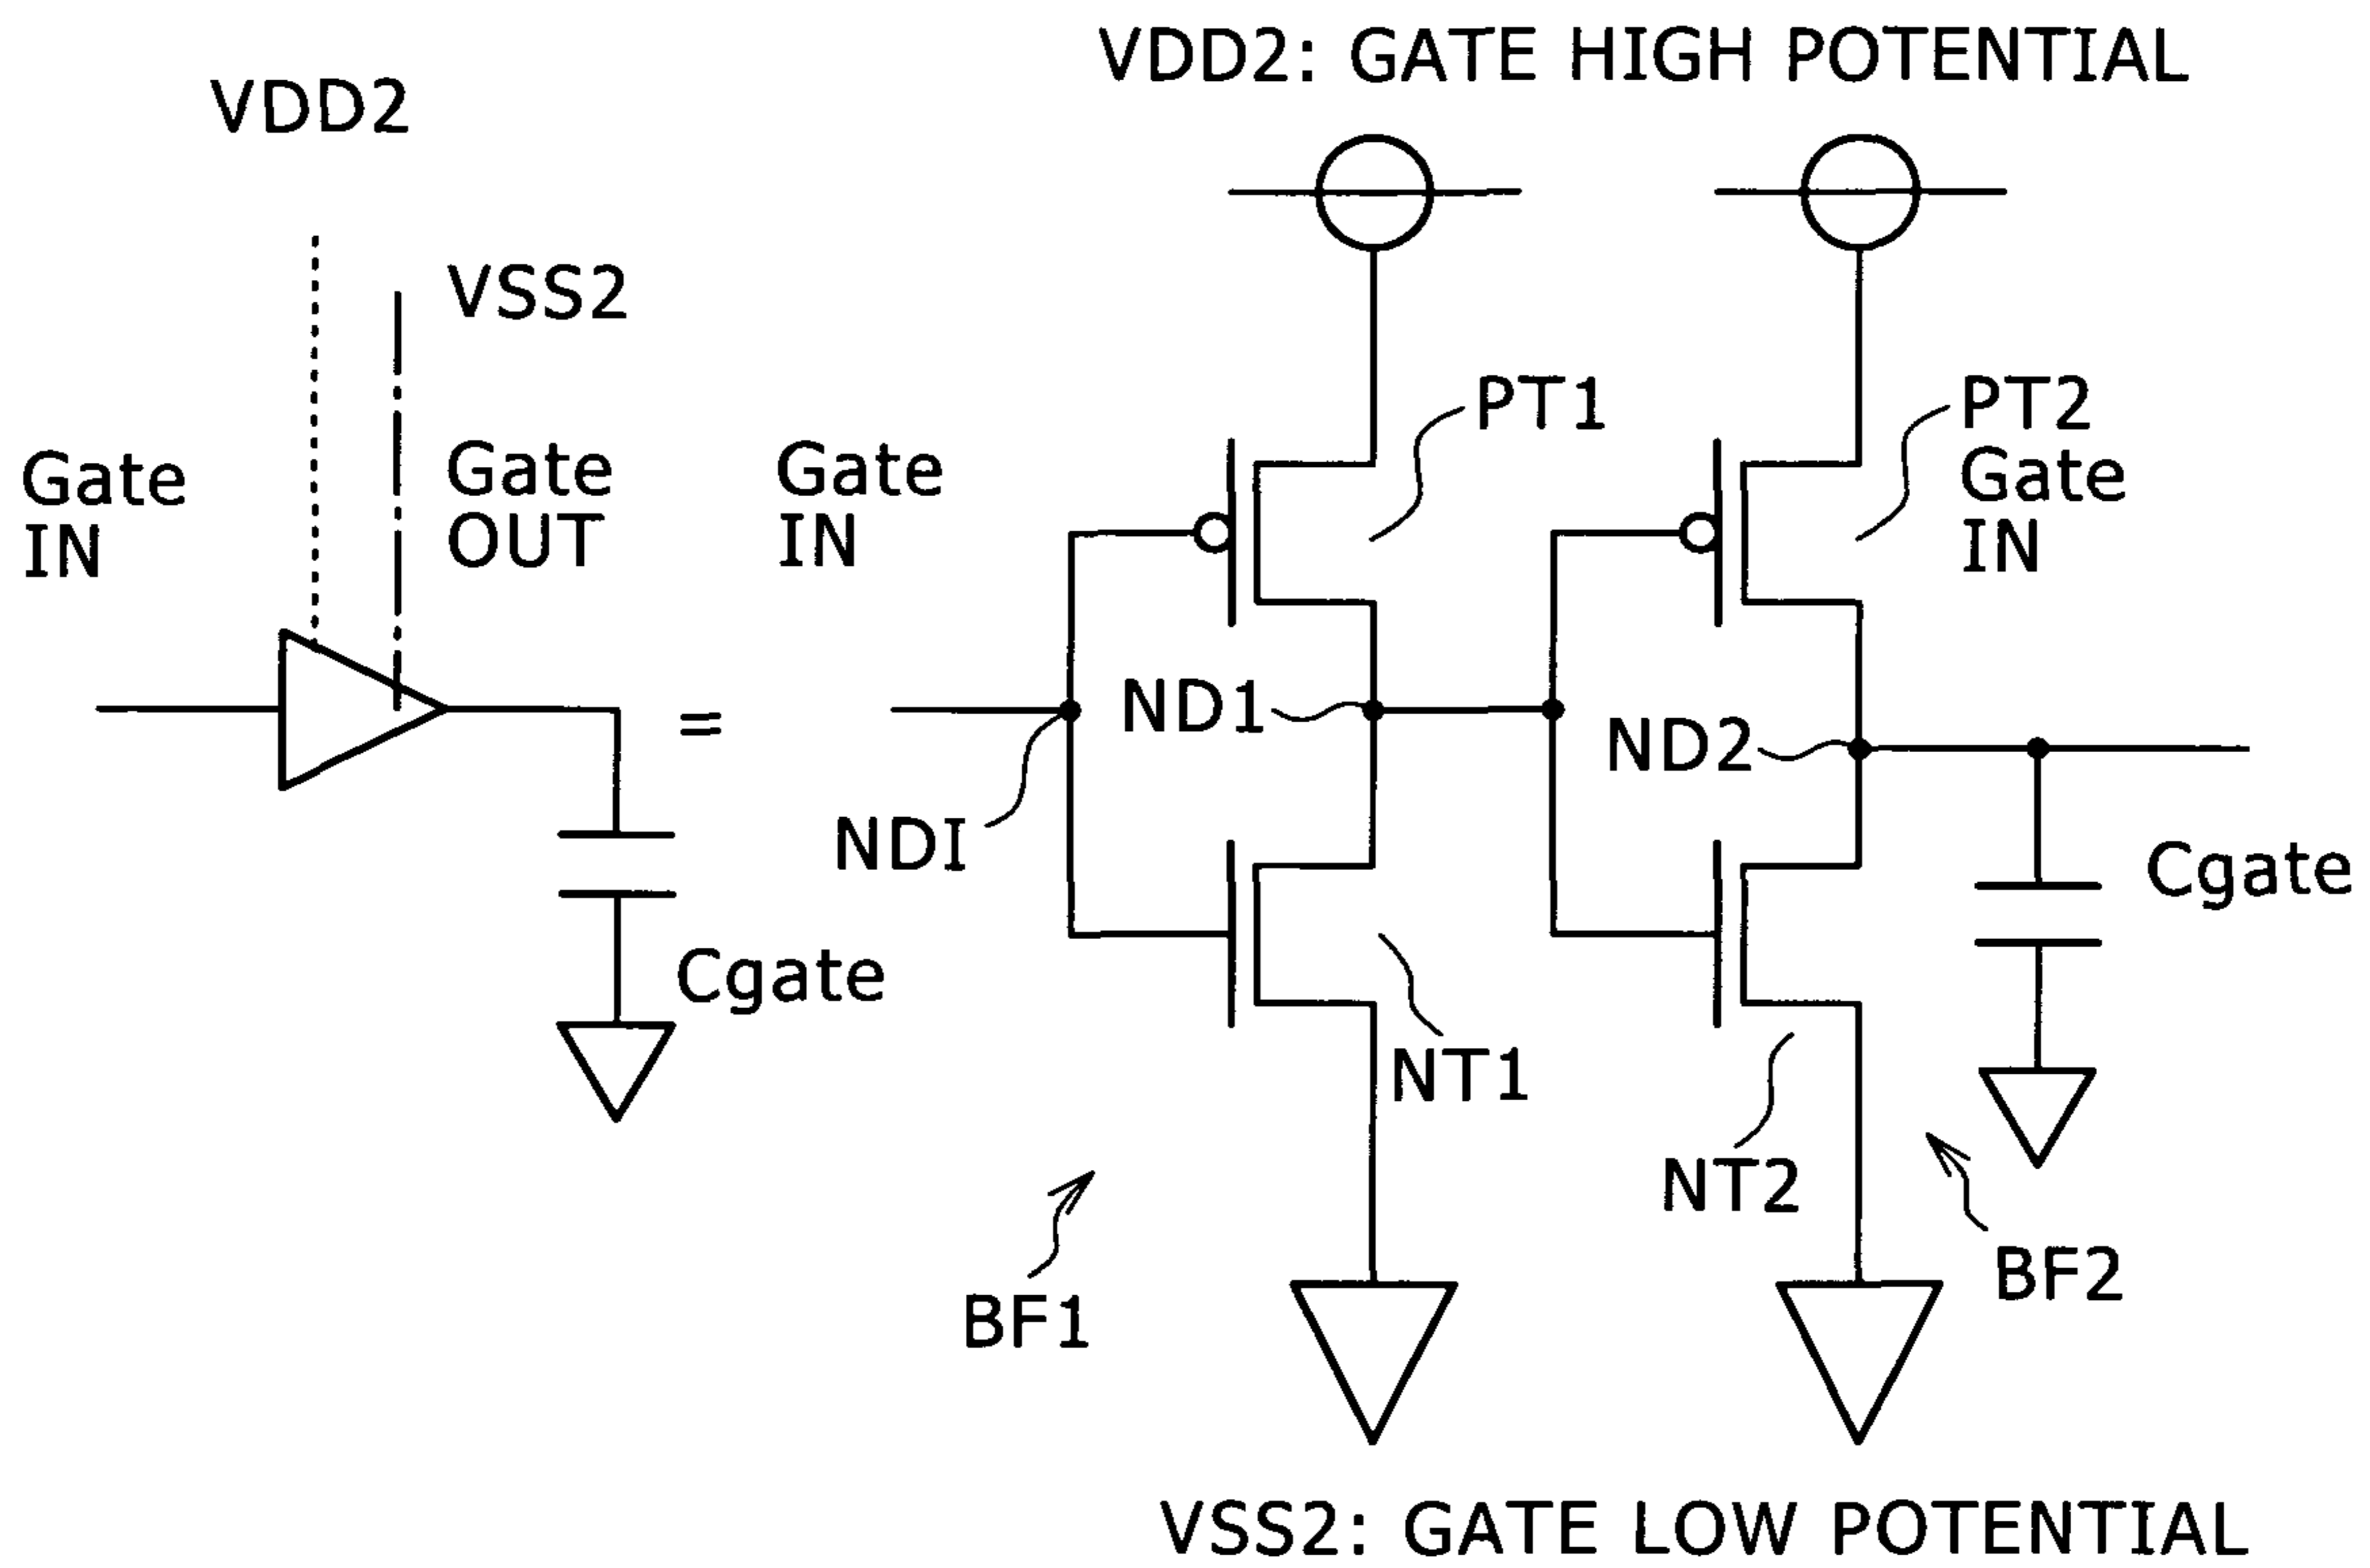 VDD2: GATE HIGH POTENTIAL
VDD2
VSS2
Gate
IN
Gate
OUT
Gate
IN
PT1
PT2
Gate
IN
=
ND1
ND2
NDI
Cgate
Cgate
NT1
NT2
BF1
BF2
VSS2: GATE LOW POTENTIAL